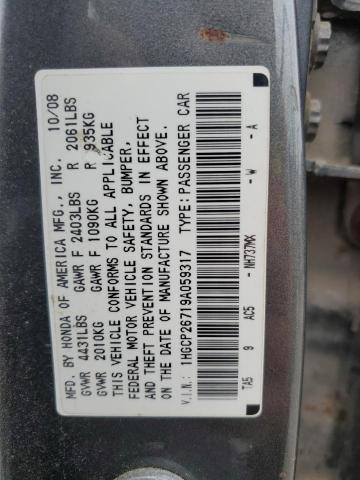 MFD. BY HONDA OF AMERICA MFG., INC. 10/08
GVWR 4431LBS GAWR F 2403LBS R 2061LBS
GVWR 2010KG GAWR F 1090KG R 935KG
THIS VEHICLE CONFORMS TO ALL APPLICABLE
FEDERAL MOTOR VEHICLE SAFETY, BUMPER,
AND THEFT PREVENTION STANDARDS IN EFFECT
ON THE DATE OF MANUFACTURE SHOWN ABOVE.
V.I.N.: 1HGCP26719A059317 TYPE: PASSENGER CAR
TA5 9 AC5 - NH737MX - W - A